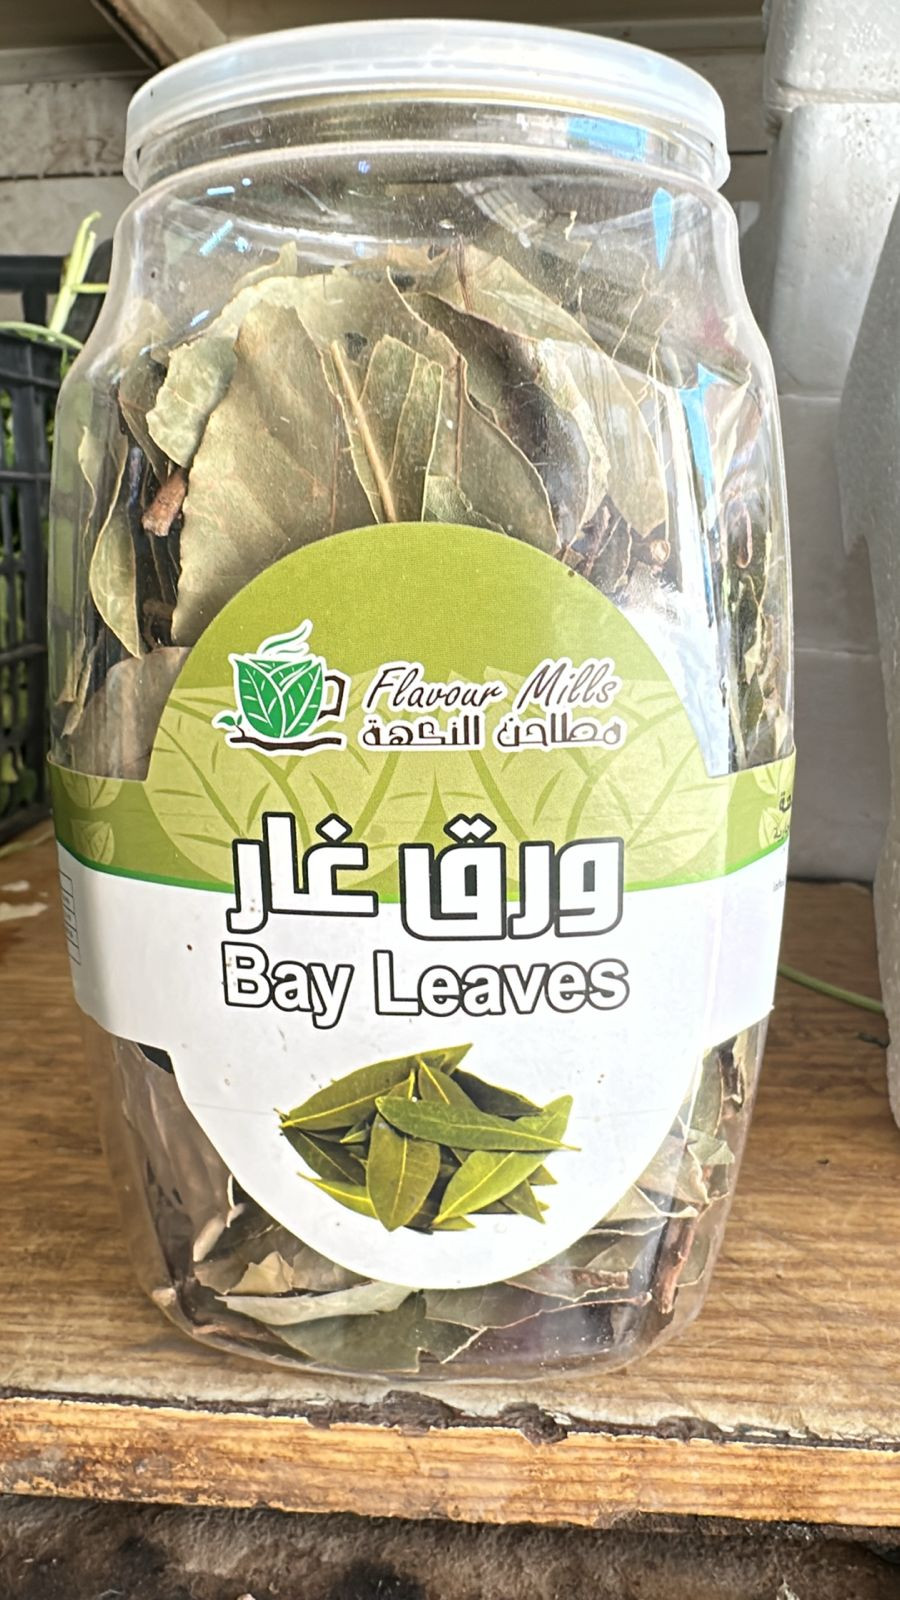 Flavour Mills
مطاحن النكهة
ورق غار
Bay Leaves